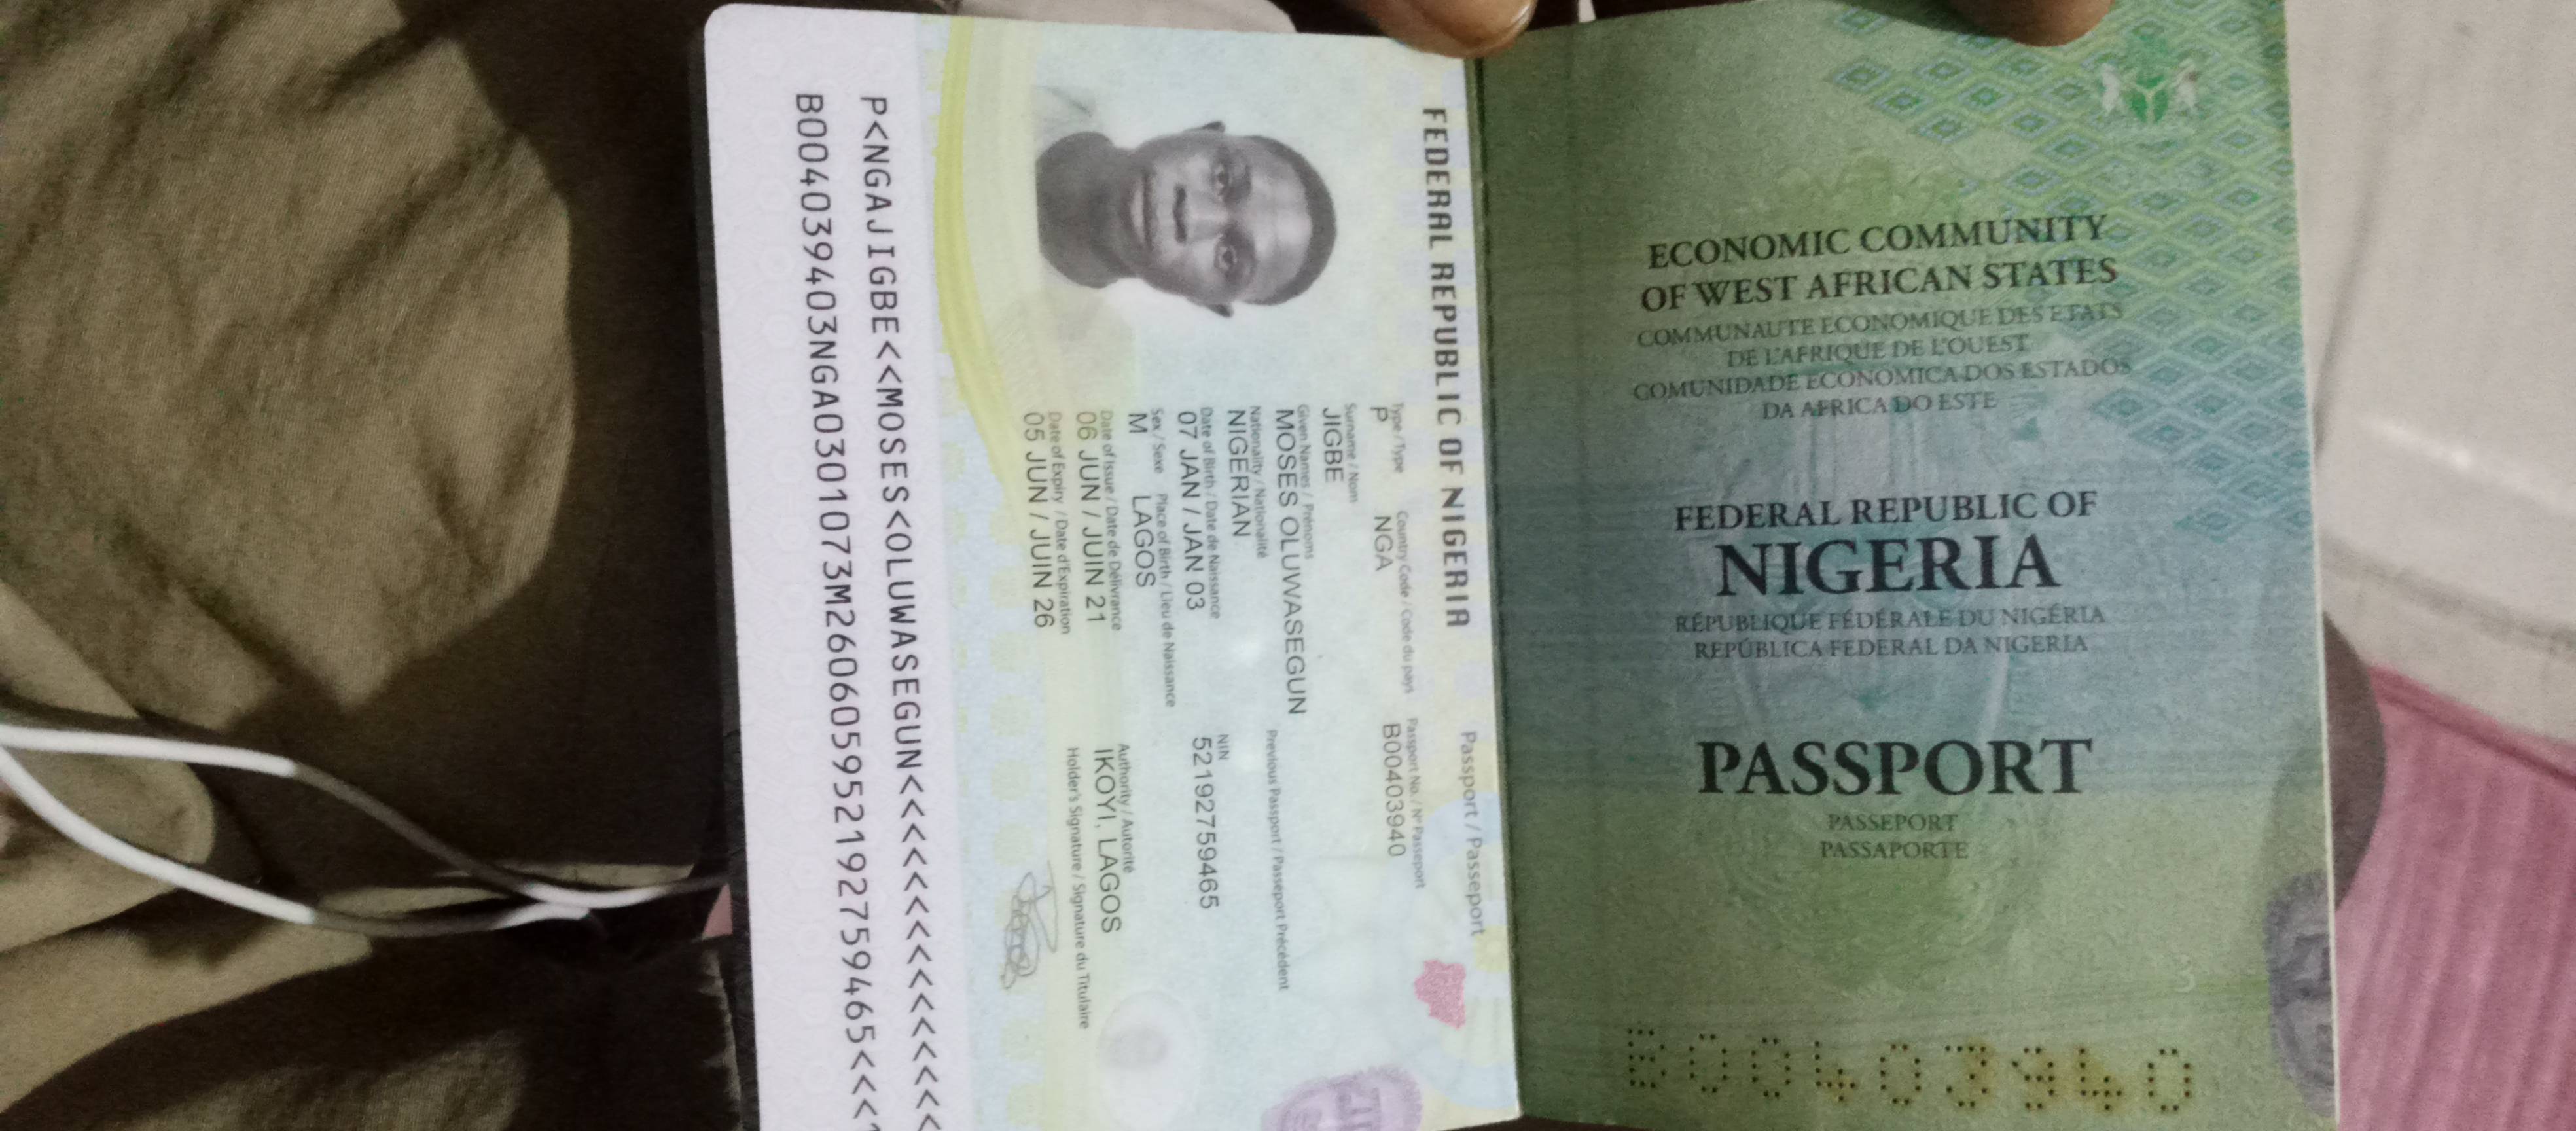 FEDERAL REPUBLIC OF NIGERIA
Passport / Passeport
Type / Type
Country Code / Code du pays
Passport No. / Nº Passeport
P
NGA
B00403940
Surname / Nom
JIGBE
Given Names / Prénoms
Previous Passport / Passeport Précédent
MOSES OLUWASEGUN
Nationality / Nationalité
NIGERIAN
Date of Birth / Date de Naissance
NIN
07 JAN / JAN 03
52192759465
Sex / Sexe
Place of Birth / Lieu de Naissance
M
LAGOS
Date of Issue / Date de Délivrance
Authority / Autorité
06 JUN / JUIN 21
IKOYI, LAGOS
Date of Expiry / Date d'Expiration
Holder's Signature / Signature du Titulaire
05 JUN / JUIN 26
P<NGAJIGBE<<MOSES<OLUWASEGUN<<<<<<<<<<<<<<<
B004039403NGA0301073M260605952192759465<<<
ECONOMIC COMMUNITY
OF WEST AFRICAN STATES
COMMUNAUTE ECONOMIQUE DES ETATS
DE L'AFRIQUE DE L'OUEST
COMUNIDADE ECONOMICA DOS ESTADOS
DA AFRICA DO ESTE
FEDERAL REPUBLIC OF
NIGERIA
RÉPUBLIQUE FÉDÉRALE DU NIGÉRIA
REPÚBLICA FEDERAL DA NIGERIA
PASSPORT
PASSEPORT
PASSAPORTE
3
B00403940